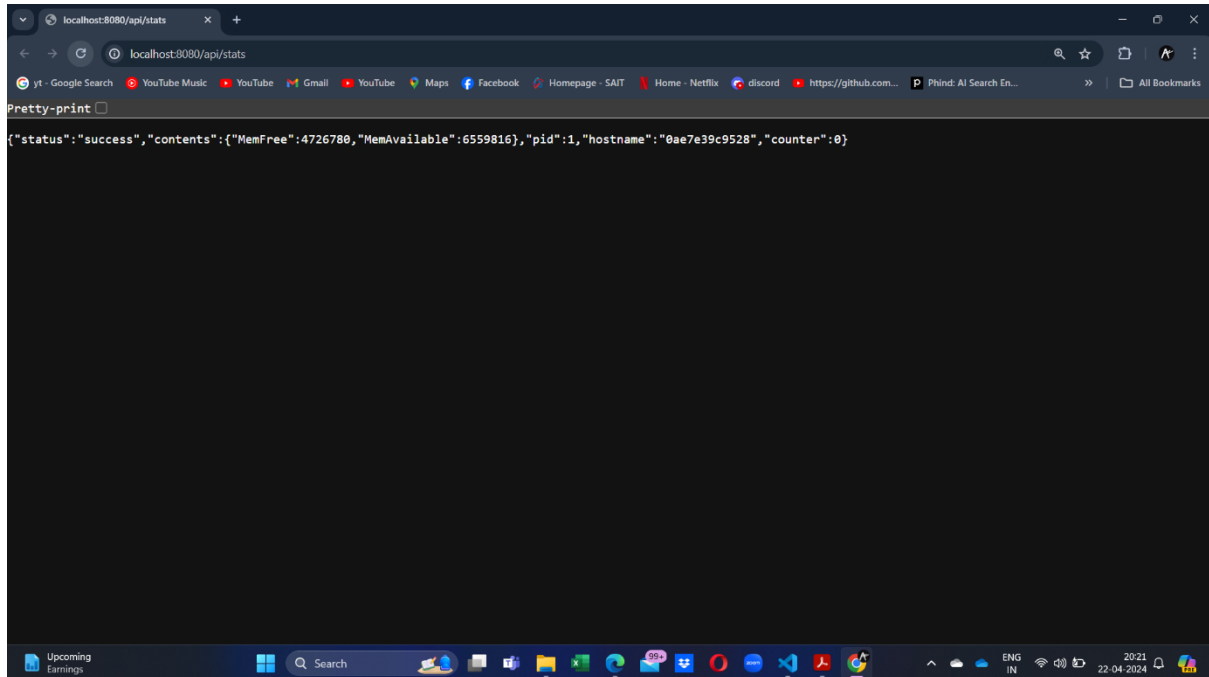 localhost:8080/api/stats
localhost:8080/api/stats
yt - Google Search YouTube Music YouTube Gmail YouTube Maps Facebook Homepage - SAIT Home - Netflix discord https://github.com... Phind: AI Search En... » All Bookmarks
Pretty-print
{"status":"success","contents":{"MemFree":4726780,"MemAvailable":6559816},"pid":1,"hostname":"0ae7e39c9528","counter":0}
Upcoming
Earnings
Search
99+
zoom
ENG
IN
20:21
22-04-2024
PRE